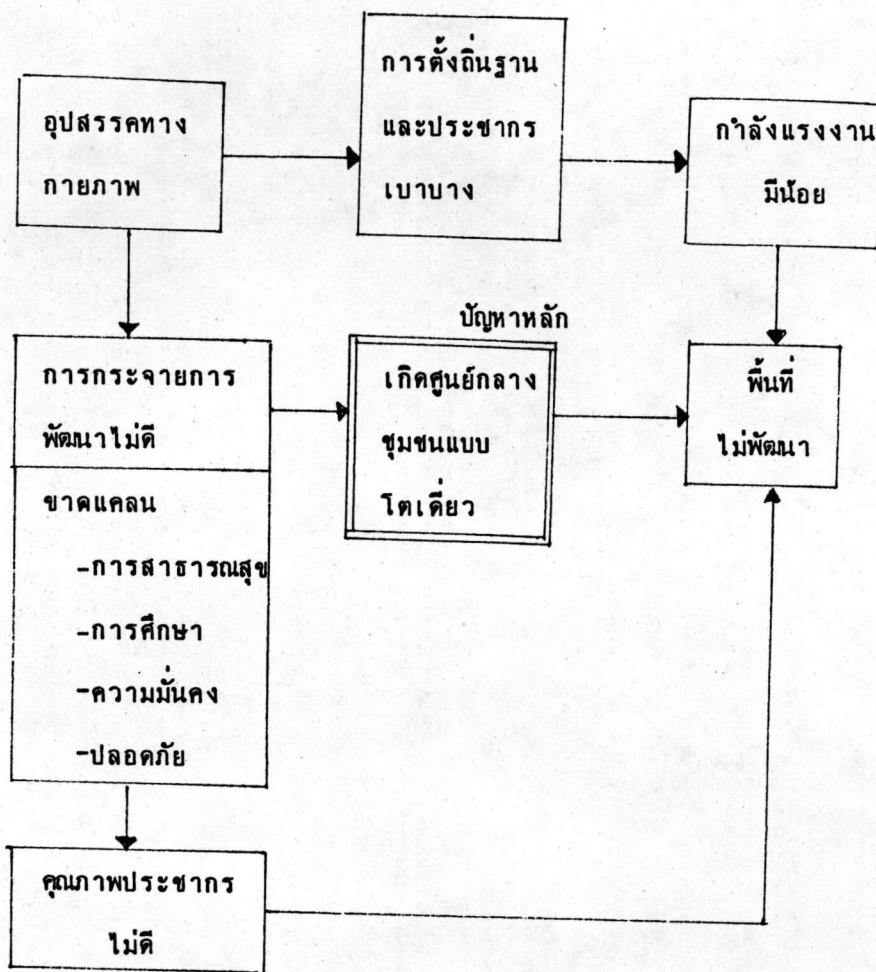 อุปสรรคทาง
กายภาพ
การตั้งถิ่นฐาน
และประชากร
เบาบาง
กำลังแรงงาน
มีน้อย
การกระจายการ
พัฒนาไม่ดี
ขาดแคลน
-การสาธารณสุข
-การศึกษา
-ความมั่นคง
-ปลอดภัย
ปัญหาหลัก
เกิดศูนย์กลาง
ชุมชนแบบ
โตเดี่ยว
พื้นที่
ไม่พัฒนา
คุณภาพประชากร
ไม่ดี